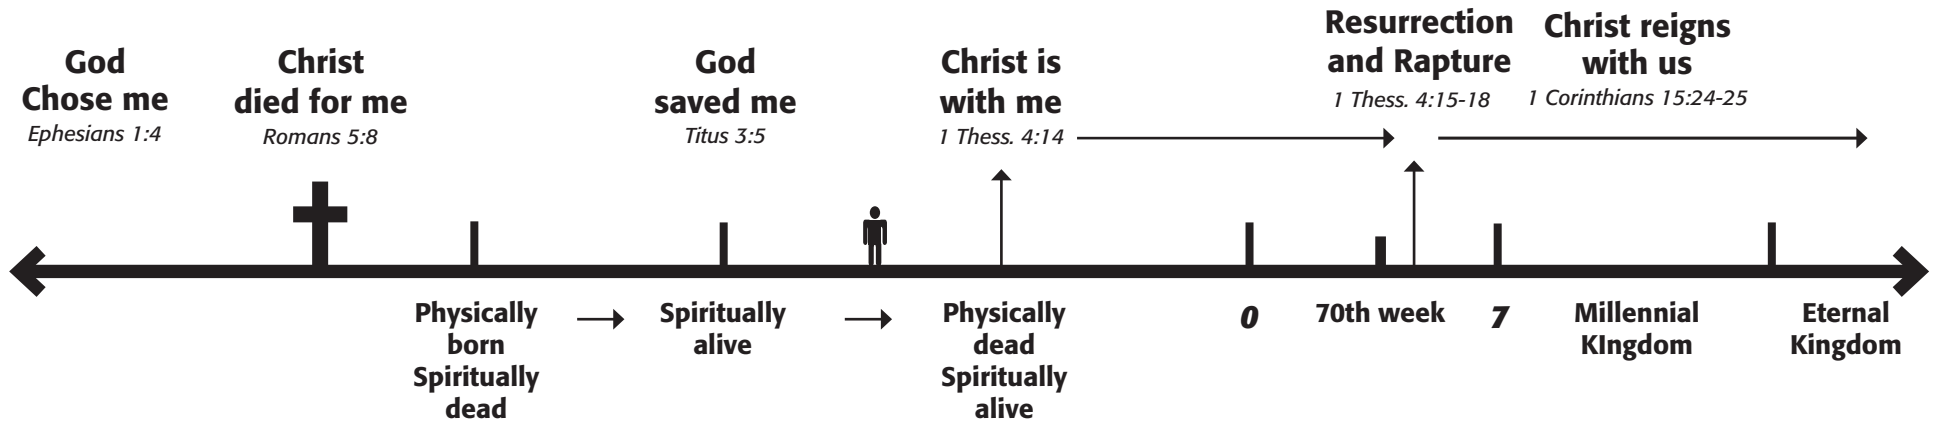 God
Chose me
Ephesians 1:4
Christ
died for me
Romans 5:8
God
saved me
Titus 3:5
Christ is
with me
1 Thess. 4:14
Resurrection
and Rapture
1 Thess. 4:15-18
Christ reigns
with us
1 Corinthians 15:24-25
Physically
born
Spiritually
dead
Spiritually
alive
Physically
dead
Spiritually
alive
0
70th week
7
Millennial
KIngdom
Eternal
Kingdom